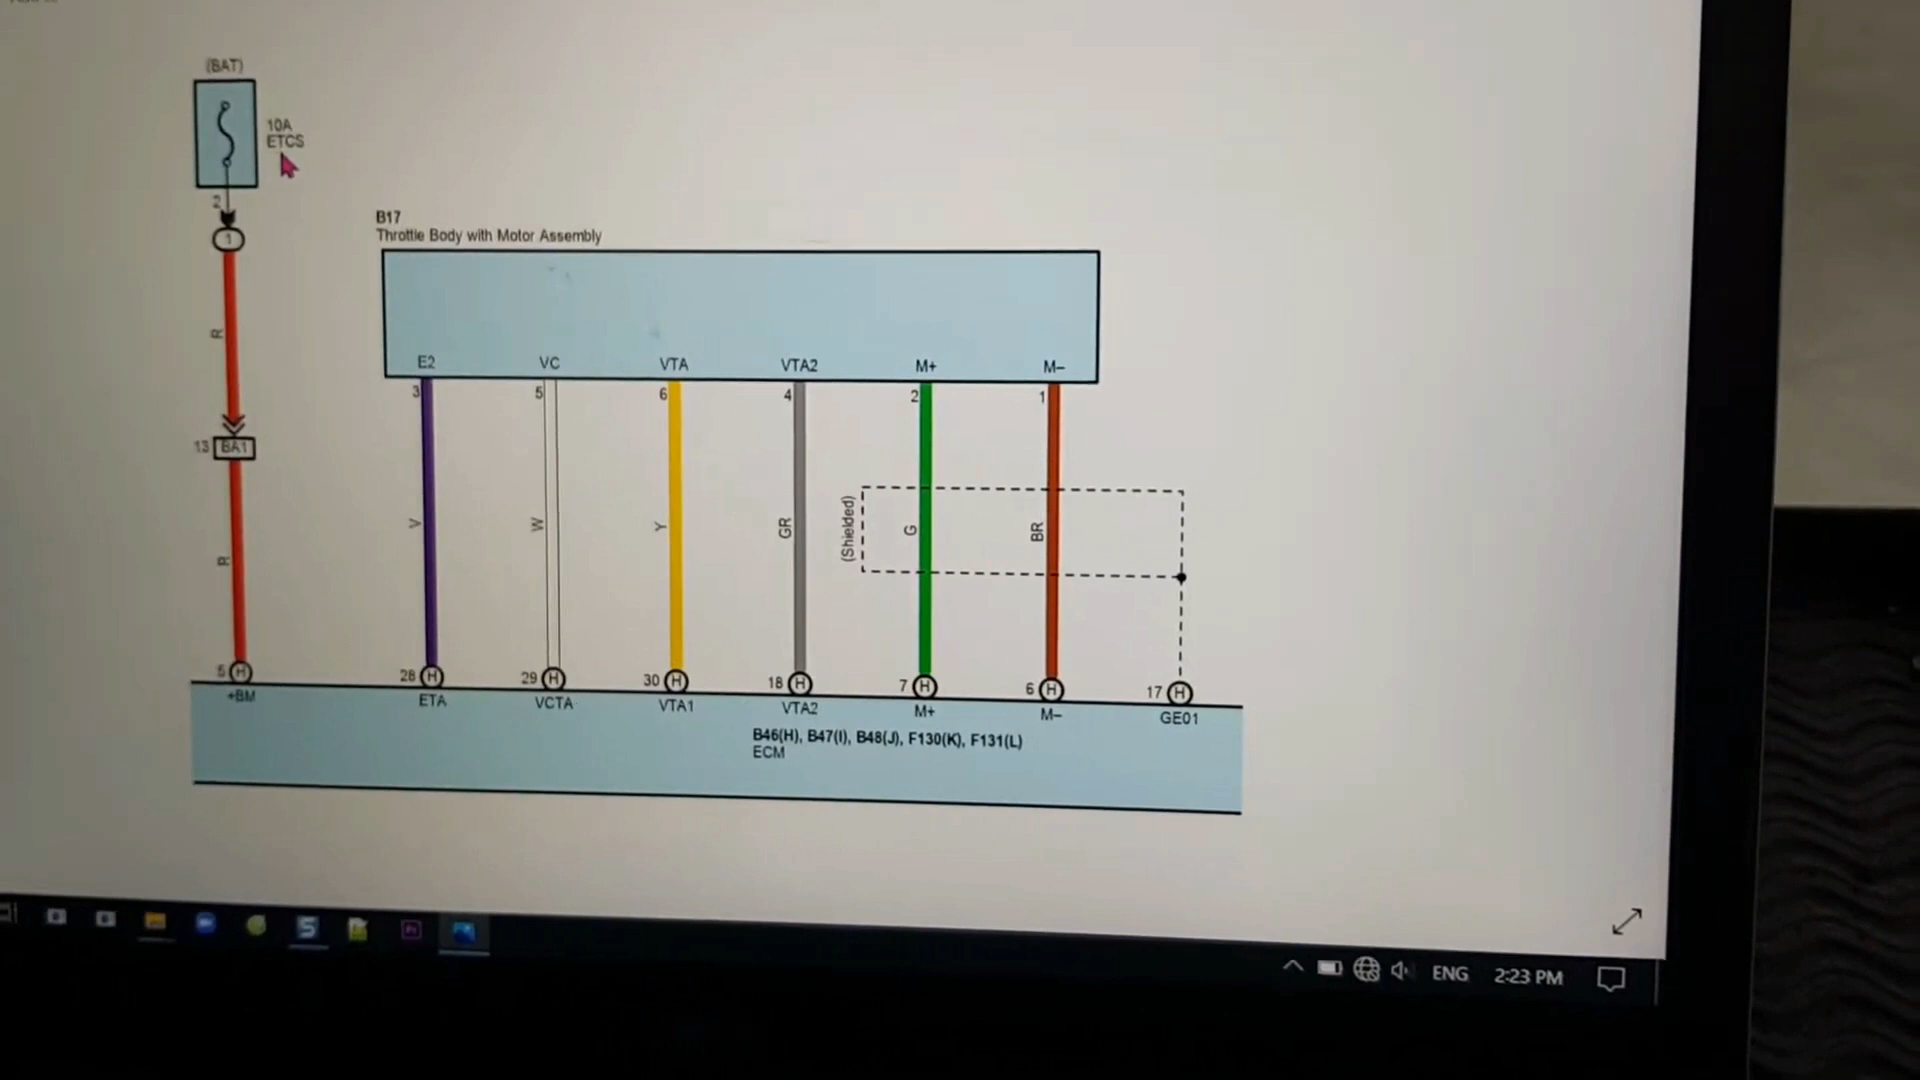 (BAT)
10A
ETCS
2
1
B17
Throttle Body with Motor Assembly
E2 VC VTA VTA2 M+ M-
3 5 6 4 2 1
R
13 BA1
R
V W Y GR (Shielded) G BR
5 H 28 H 29 H 30 H 18 H 7 H 6 H 17 H
+BM ETA VCTA VTA1 VTA2 M+ M- GE01
B46(H), B47(I), B48(J), F130(K), F131(L)
ECM
ENG 2:23 PM